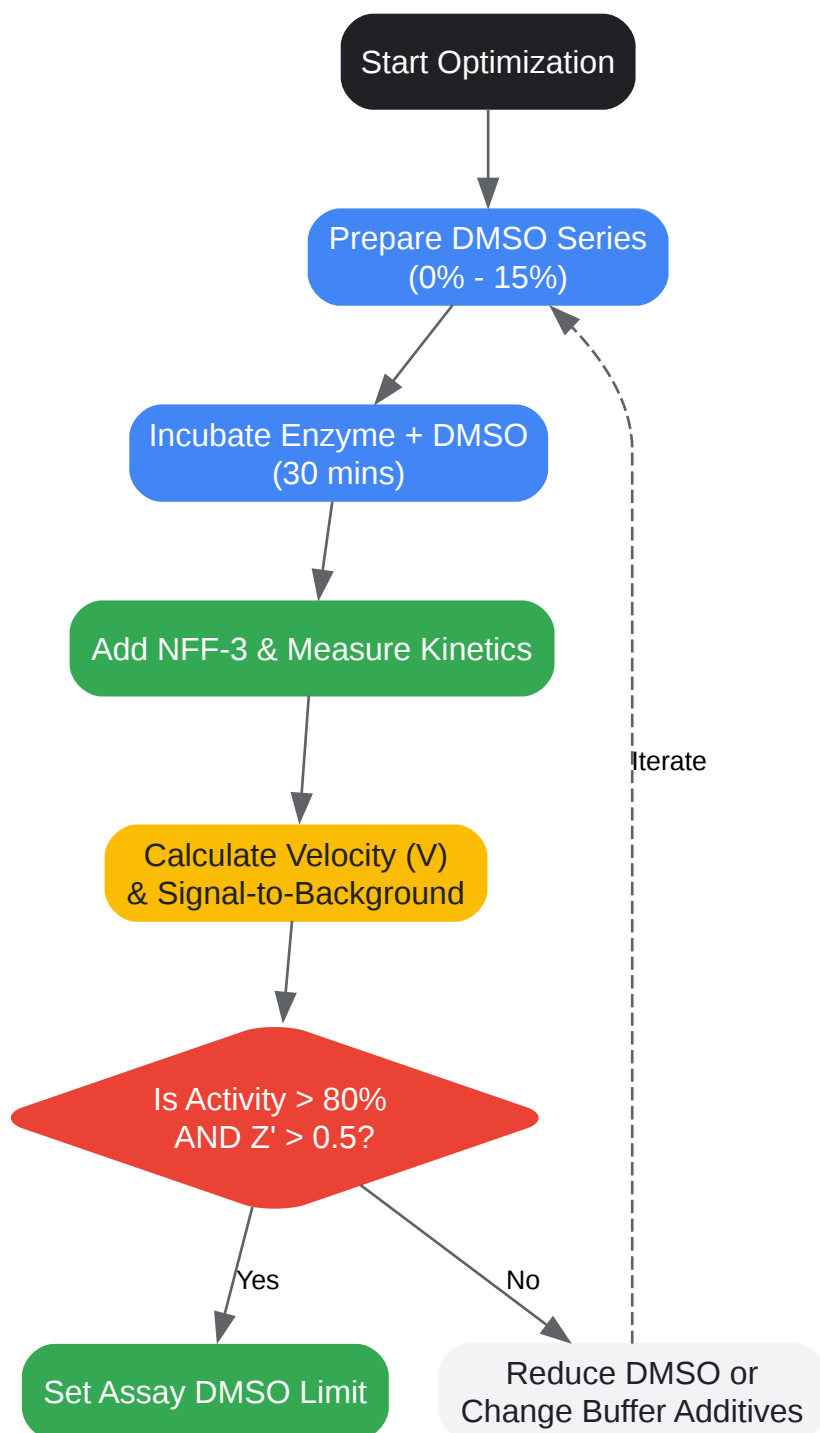 Start Optimization
Prepare DMSO Series
(0% - 15%)
Incubate Enzyme + DMSO
(30 mins)
Add NFF-3 & Measure Kinetics
Iterate
Calculate Velocity (V)
& Signal-to-Background
Is Activity > 80%
AND Z' > 0.5?
Yes
No
Set Assay DMSO Limit
Reduce DMSO or
Change Buffer Additives